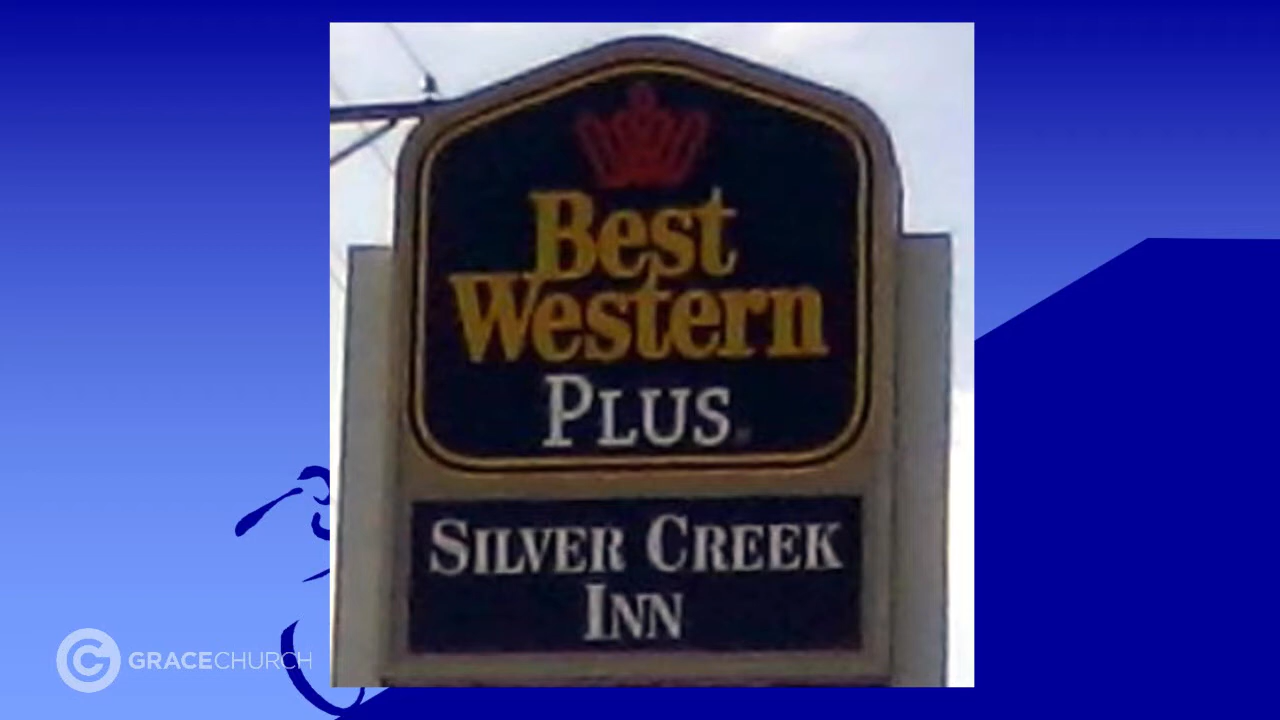 Best
Western
PLUS
SILVER CREEK
INN
GRACECHURCH